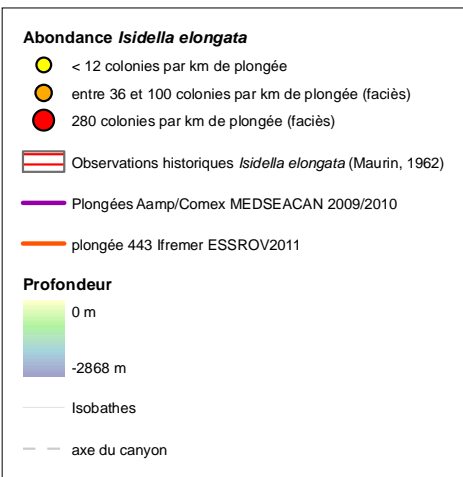 Abondance Isidella elongata
< 12 colonies par km de plongée
entre 36 et 100 colonies par km de plongée (faciès)
280 colonies par km de plongée (faciès)
Observations historiques Isidella elongata (Maurin, 1962)
Plongées Aamp/Comex MEDSEACAN 2009/2010
plongée 443 Ifremer ESSROV2011
Profondeur
0 m
-2868 m
Isobathes
axe du canyon